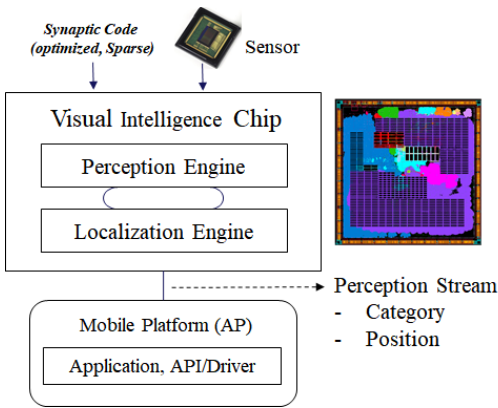 Synaptic Code
(optimized, Sparse)
Sensor
Visual Intelligence Chip
Perception Engine
Localization Engine
Perception Stream
- Category
- Position
Mobile Platform (AP)
Application, API/Driver